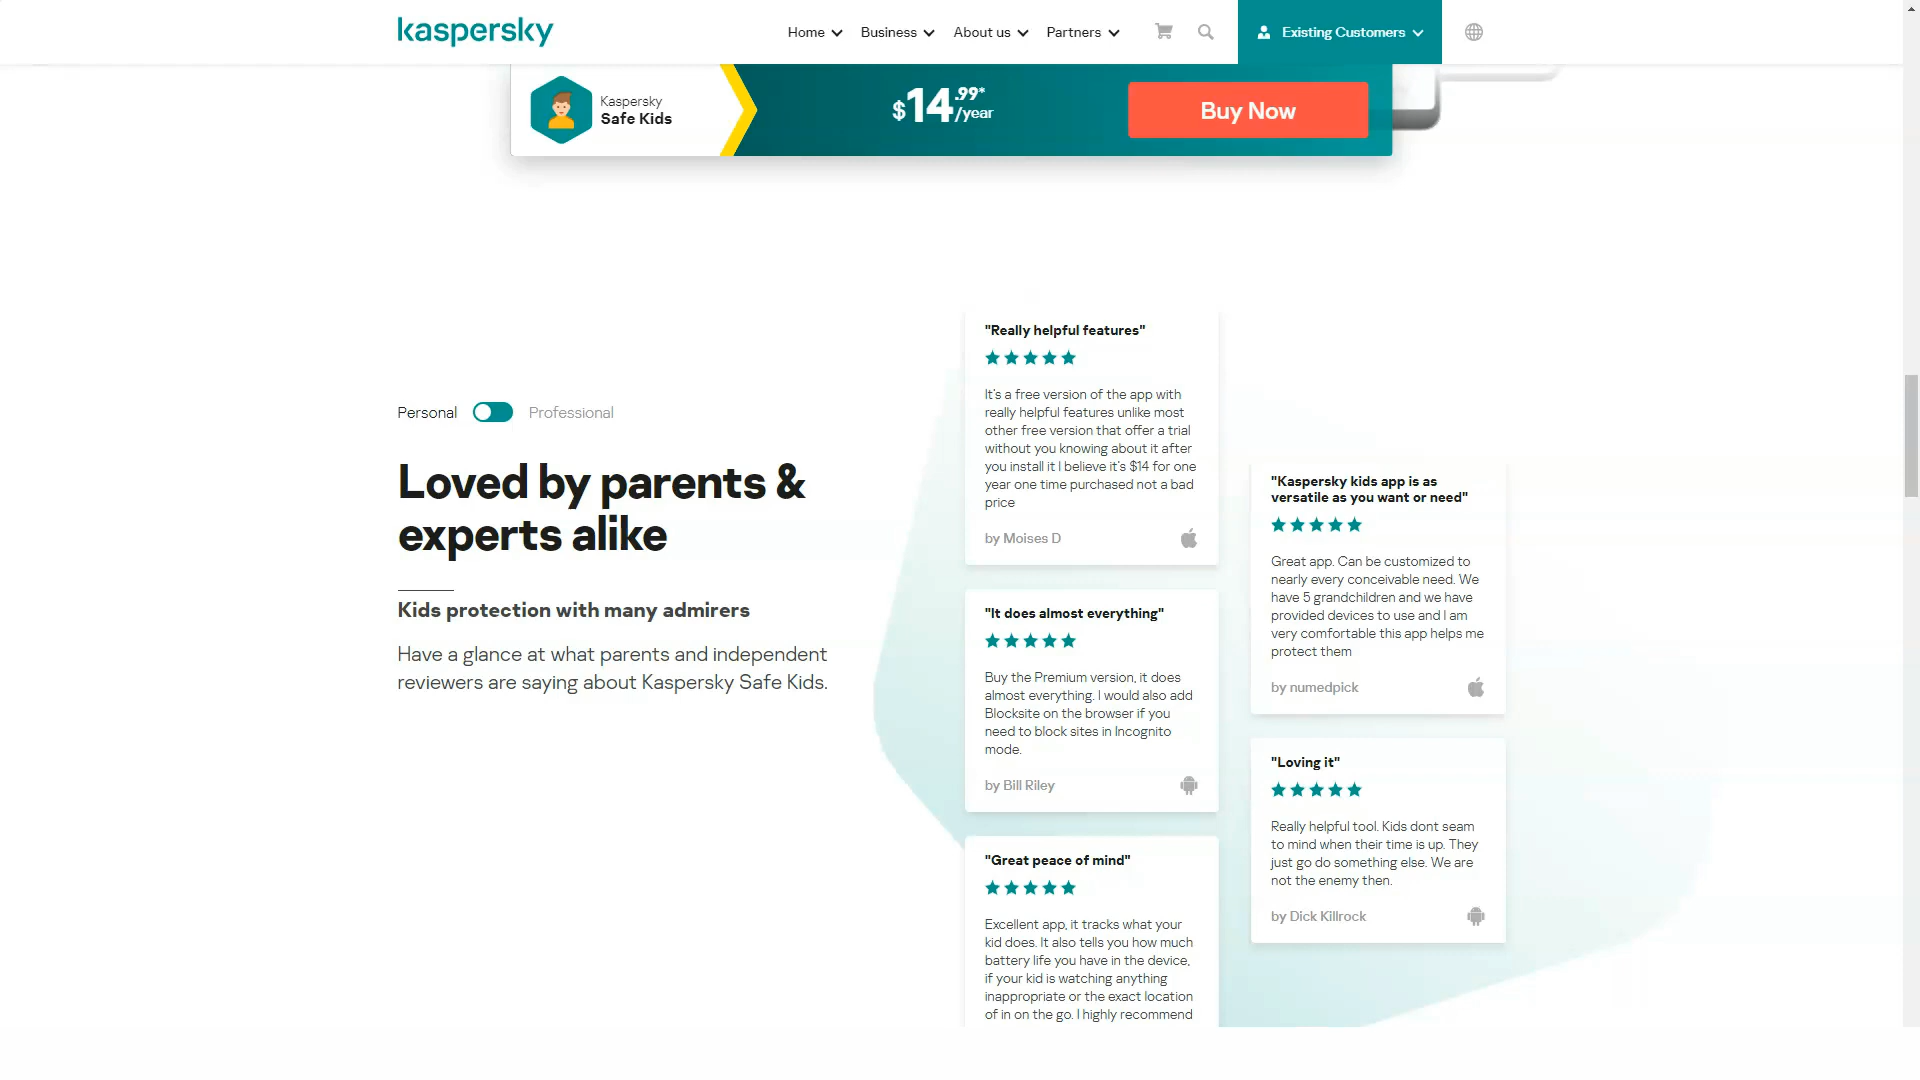 kaspersky
Home
Business
About us
Partners
Existing Customers
Kaspersky
Safe Kids
$14.99*/year
Buy Now
Personal
Professional
Loved by parents &
experts alike
Kids protection with many admirers
Have a glance at what parents and independent
reviewers are saying about Kaspersky Safe Kids.
"Really helpful features"
It's a free version of the app with
really helpful features unlike most
other free version that offer a trial
without you knowing about it after
you install it I believe it's $14 for one
year one time purchased not a bad
price
by Moises D
"It does almost everything"
Buy the Premium version, it does
almost everything. I would also add
Blocksite on the browser if you
need to block sites in Incognito
mode.
by Bill Riley
"Great peace of mind"
Excellent app, it tracks what your
kid does. It also tells you how much
battery life you have in the device,
if your kid is watching anything
inappropriate or the exact location
of in on the go. I highly recommend
"Kaspersky kids app is as
versatile as you want or need"
Great app. Can be customized to
nearly every conceivable need. We
have 5 grandchildren and we have
provided devices to use and I am
very comfortable this app helps me
protect them
by numedpick
"Loving it"
Really helpful tool. Kids dont seam
to mind when their time is up. They
just go do something else. We are
not the enemy then.
by Dick Killrock